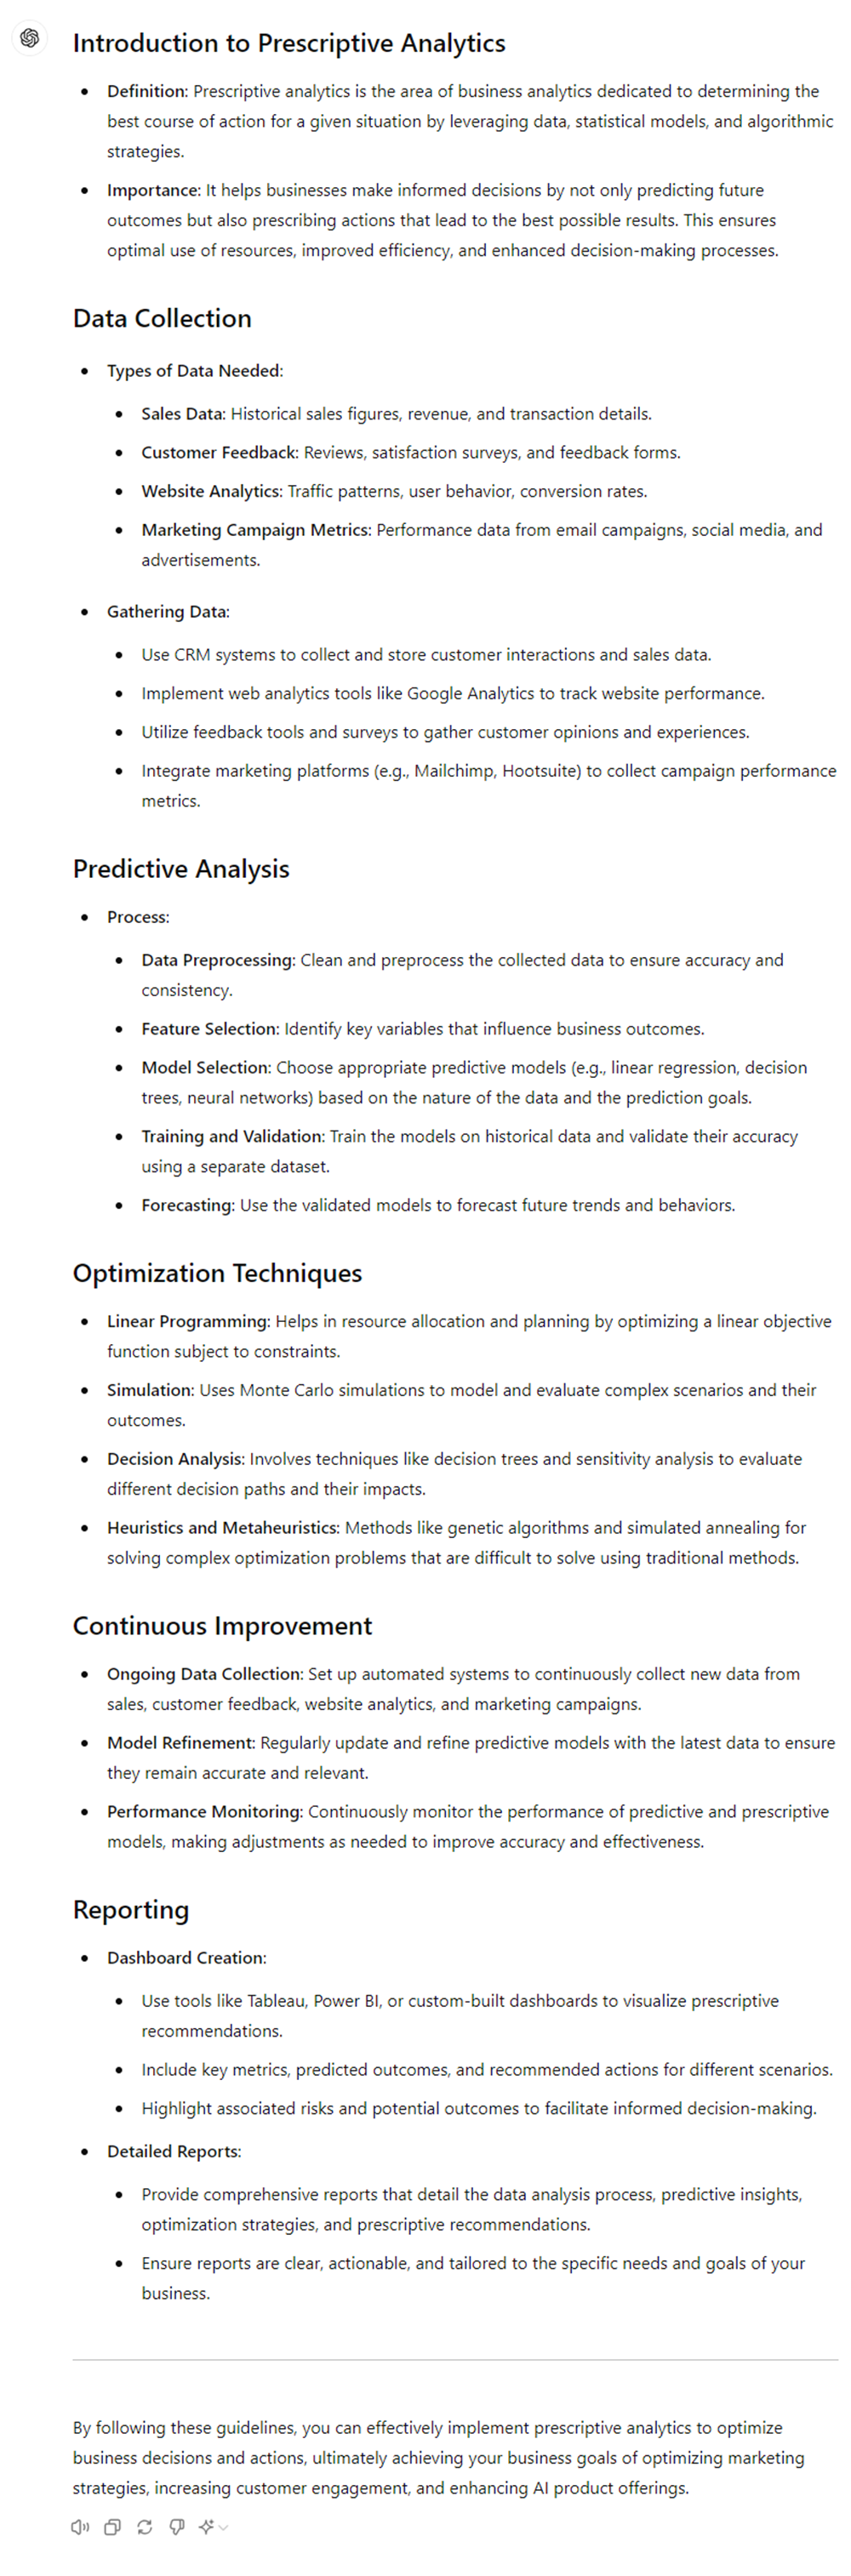 Introduction to Prescriptive Analytics
Definition: Prescriptive analytics is the area of business analytics dedicated to determining the
best course of action for a given situation by leveraging data, statistical models, and algorithmic
strategies.
Importance: It helps businesses make informed decisions by not only predicting future
outcomes but also prescribing actions that lead to the best possible results. This ensures
optimal use of resources, improved efficiency, and enhanced decision-making processes.
Data Collection
Types of Data Needed:
Sales Data: Historical sales figures, revenue, and transaction details.
Customer Feedback: Reviews, satisfaction surveys, and feedback forms.
Website Analytics: Traffic patterns, user behavior, conversion rates.
Marketing Campaign Metrics: Performance data from email campaigns, social media, and
advertisements.
Gathering Data:
Use CRM systems to collect and store customer interactions and sales data.
Implement web analytics tools like Google Analytics to track website performance.
Utilize feedback tools and surveys to gather customer opinions and experiences.
Integrate marketing platforms (e.g., Mailchimp, Hootsuite) to collect campaign performance
metrics.
Predictive Analysis
Process:
Data Preprocessing: Clean and preprocess the collected data to ensure accuracy and
consistency.
Feature Selection: Identify key variables that influence business outcomes.
Model Selection: Choose appropriate predictive models (e.g., linear regression, decision
trees, neural networks) based on the nature of the data and the prediction goals.
Training and Validation: Train the models on historical data and validate their accuracy
using a separate dataset.
Forecasting: Use the validated models to forecast future trends and behaviors.
Optimization Techniques
Linear Programming: Helps in resource allocation and planning by optimizing a linear objective
function subject to constraints.
Simulation: Uses Monte Carlo simulations to model and evaluate complex scenarios and their
outcomes.
Decision Analysis: Involves techniques like decision trees and sensitivity analysis to evaluate
different decision paths and their impacts.
Heuristics and Metaheuristics: Methods like genetic algorithms and simulated annealing for
solving complex optimization problems that are difficult to solve using traditional methods.
Continuous Improvement
Ongoing Data Collection: Set up automated systems to continuously collect new data from
sales, customer feedback, website analytics, and marketing campaigns.
Model Refinement: Regularly update and refine predictive models with the latest data to ensure
they remain accurate and relevant.
Performance Monitoring: Continuously monitor the performance of predictive and prescriptive
models, making adjustments as needed to improve accuracy and effectiveness.
Reporting
Dashboard Creation:
Use tools like Tableau, Power BI, or custom-built dashboards to visualize prescriptive
recommendations.
Include key metrics, predicted outcomes, and recommended actions for different scenarios.
Highlight associated risks and potential outcomes to facilitate informed decision-making.
Detailed Reports:
Provide comprehensive reports that detail the data analysis process, predictive insights,
optimization strategies, and prescriptive recommendations.
Ensure reports are clear, actionable, and tailored to the specific needs and goals of your
business.
By following these guidelines, you can effectively implement prescriptive analytics to optimize
business decisions and actions, ultimately achieving your business goals of optimizing marketing
strategies, increasing customer engagement, and enhancing AI product offerings.